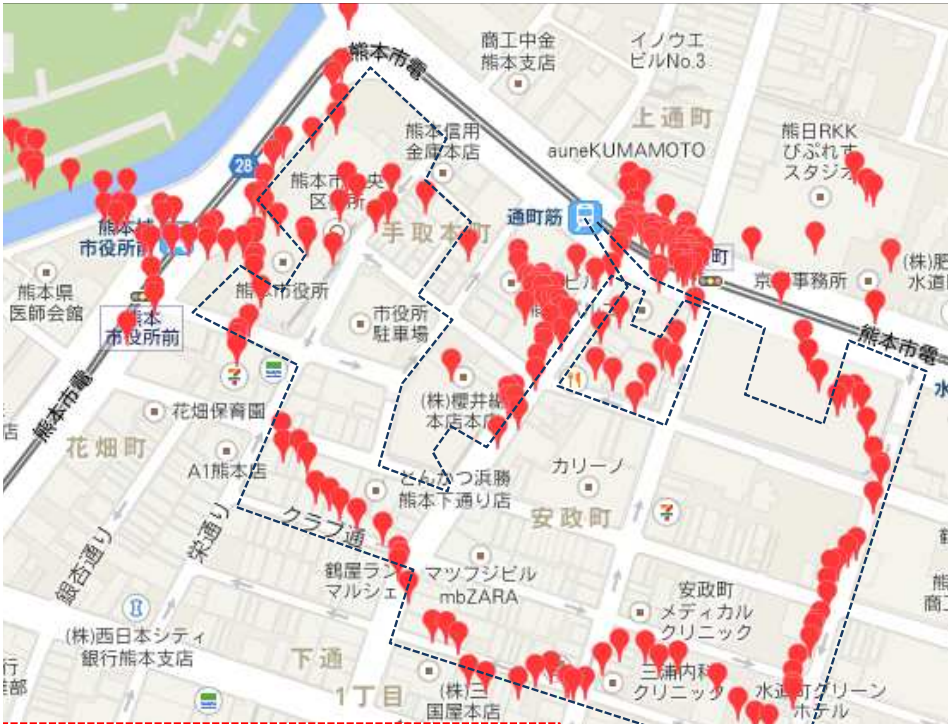 熊本市電
商工中金
熊本支店
イノウエ
ビルNo.3
上通町
熊日RKK
びぷれす
スタジオ
熊本信用
金庫本店
auneKUMAMOTO
28
手取本町
通町筋
市役所前
熊本市役所
熊本県
医師会館
熊本
市役所前
市役所
駐車場
町
(株)肥
水道
熊本市電
熊本市電
水
店
花畑保育園
花畑町
A1熊本店
(株)櫻井総
本店本店
とんかつ浜勝
熊本下通り店
カリーノ
安政町
クラブ通
栄通り
銀杏通り
鶴屋ラン
マルシェ
マツフジビル
mbZARA
安政町
メディカル
クリニック
熊
商工
(株)西日本シティ
銀行熊本支店
下通
1丁目
(株)三
国屋本店
三浦内科
クリニック
水道町グリーン
ホテル
行
部